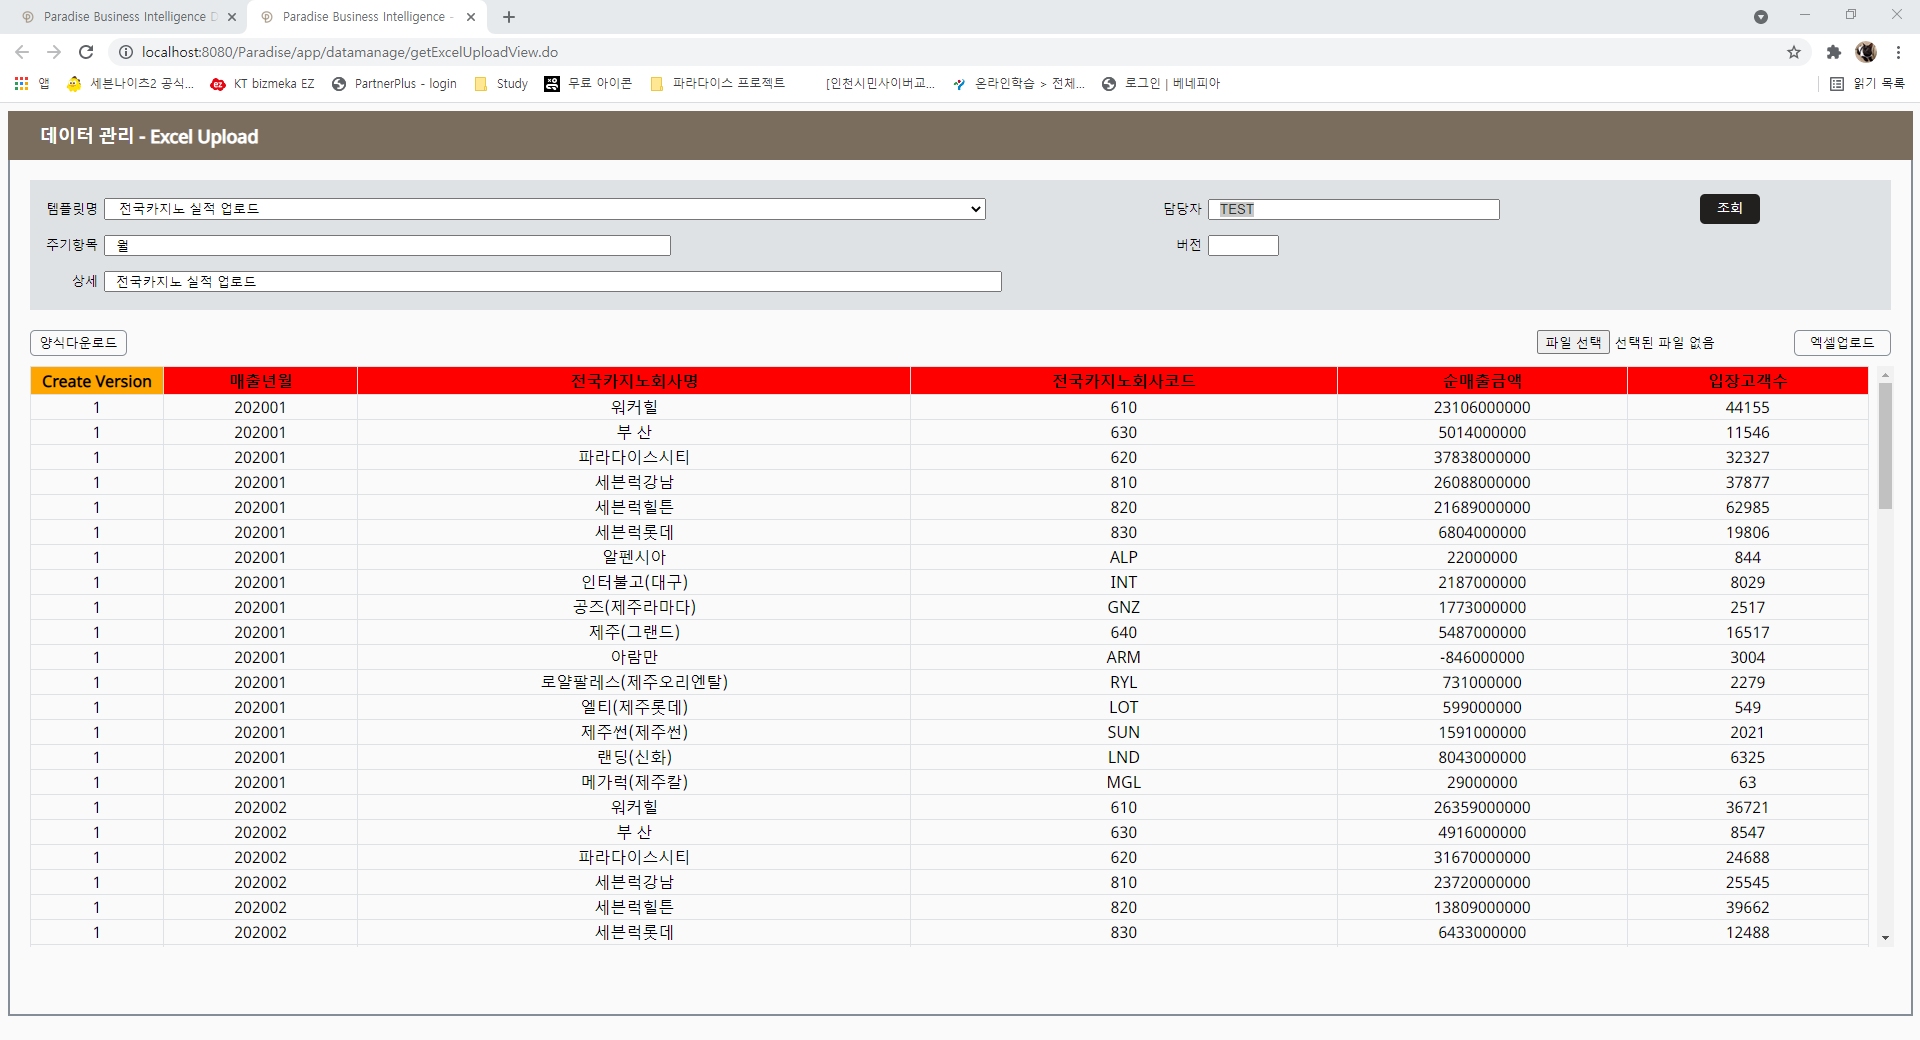 Paradise Business Intelligence D
Paradise Business Intelligence -
localhost:8080/Paradise/app/datamanage/getExcelUploadView.do
앱 세븐나이츠2 공식... KT bizmeka EZ PartnerPlus - login Study 무료 아이콘 파라다이스 프로젝트 [인천시민사이버교... 온라인학습 > 전체... 로그인 | 베네피아 읽기 목록
데이터 관리 - Excel Upload
템플릿명 전국카지노 실적 업로드 담당자 TEST 조회
주기항목 월 버전
상세 전국카지노 실적 업로드
양식다운로드 파일 선택 선택된 파일 없음 엑셀업로드
Create Version 매출년월 전국카지노회사명 전국카지노회사코드 순매출금액 입장고객수
1 202001 워커힐 610 23106000000 44155
1 202001 부 산 630 5014000000 11546
1 202001 파라다이스시티 620 37838000000 32327
1 202001 세븐럭강남 810 26088000000 37877
1 202001 세븐럭힐튼 820 21689000000 62985
1 202001 세븐럭롯데 830 6804000000 19806
1 202001 알펜시아 ALP 22000000 844
1 202001 인터불고(대구) INT 2187000000 8029
1 202001 공즈(제주라마다) GNZ 1773000000 2517
1 202001 제주(그랜드) 640 5487000000 16517
1 202001 아람만 ARM -846000000 3004
1 202001 로얄팔레스(제주오리엔탈) RYL 731000000 2279
1 202001 엘티(제주롯데) LOT 599000000 549
1 202001 제주썬(제주썬) SUN 1591000000 2021
1 202001 랜딩(신화) LND 8043000000 6325
1 202001 메가럭(제주칼) MGL 29000000 63
1 202002 워커힐 610 26359000000 36721
1 202002 부 산 630 4916000000 8547
1 202002 파라다이스시티 620 31670000000 24688
1 202002 세븐럭강남 810 23720000000 25545
1 202002 세븐럭힐튼 820 13809000000 39662
1 202002 세븐럭롯데 830 6433000000 12488